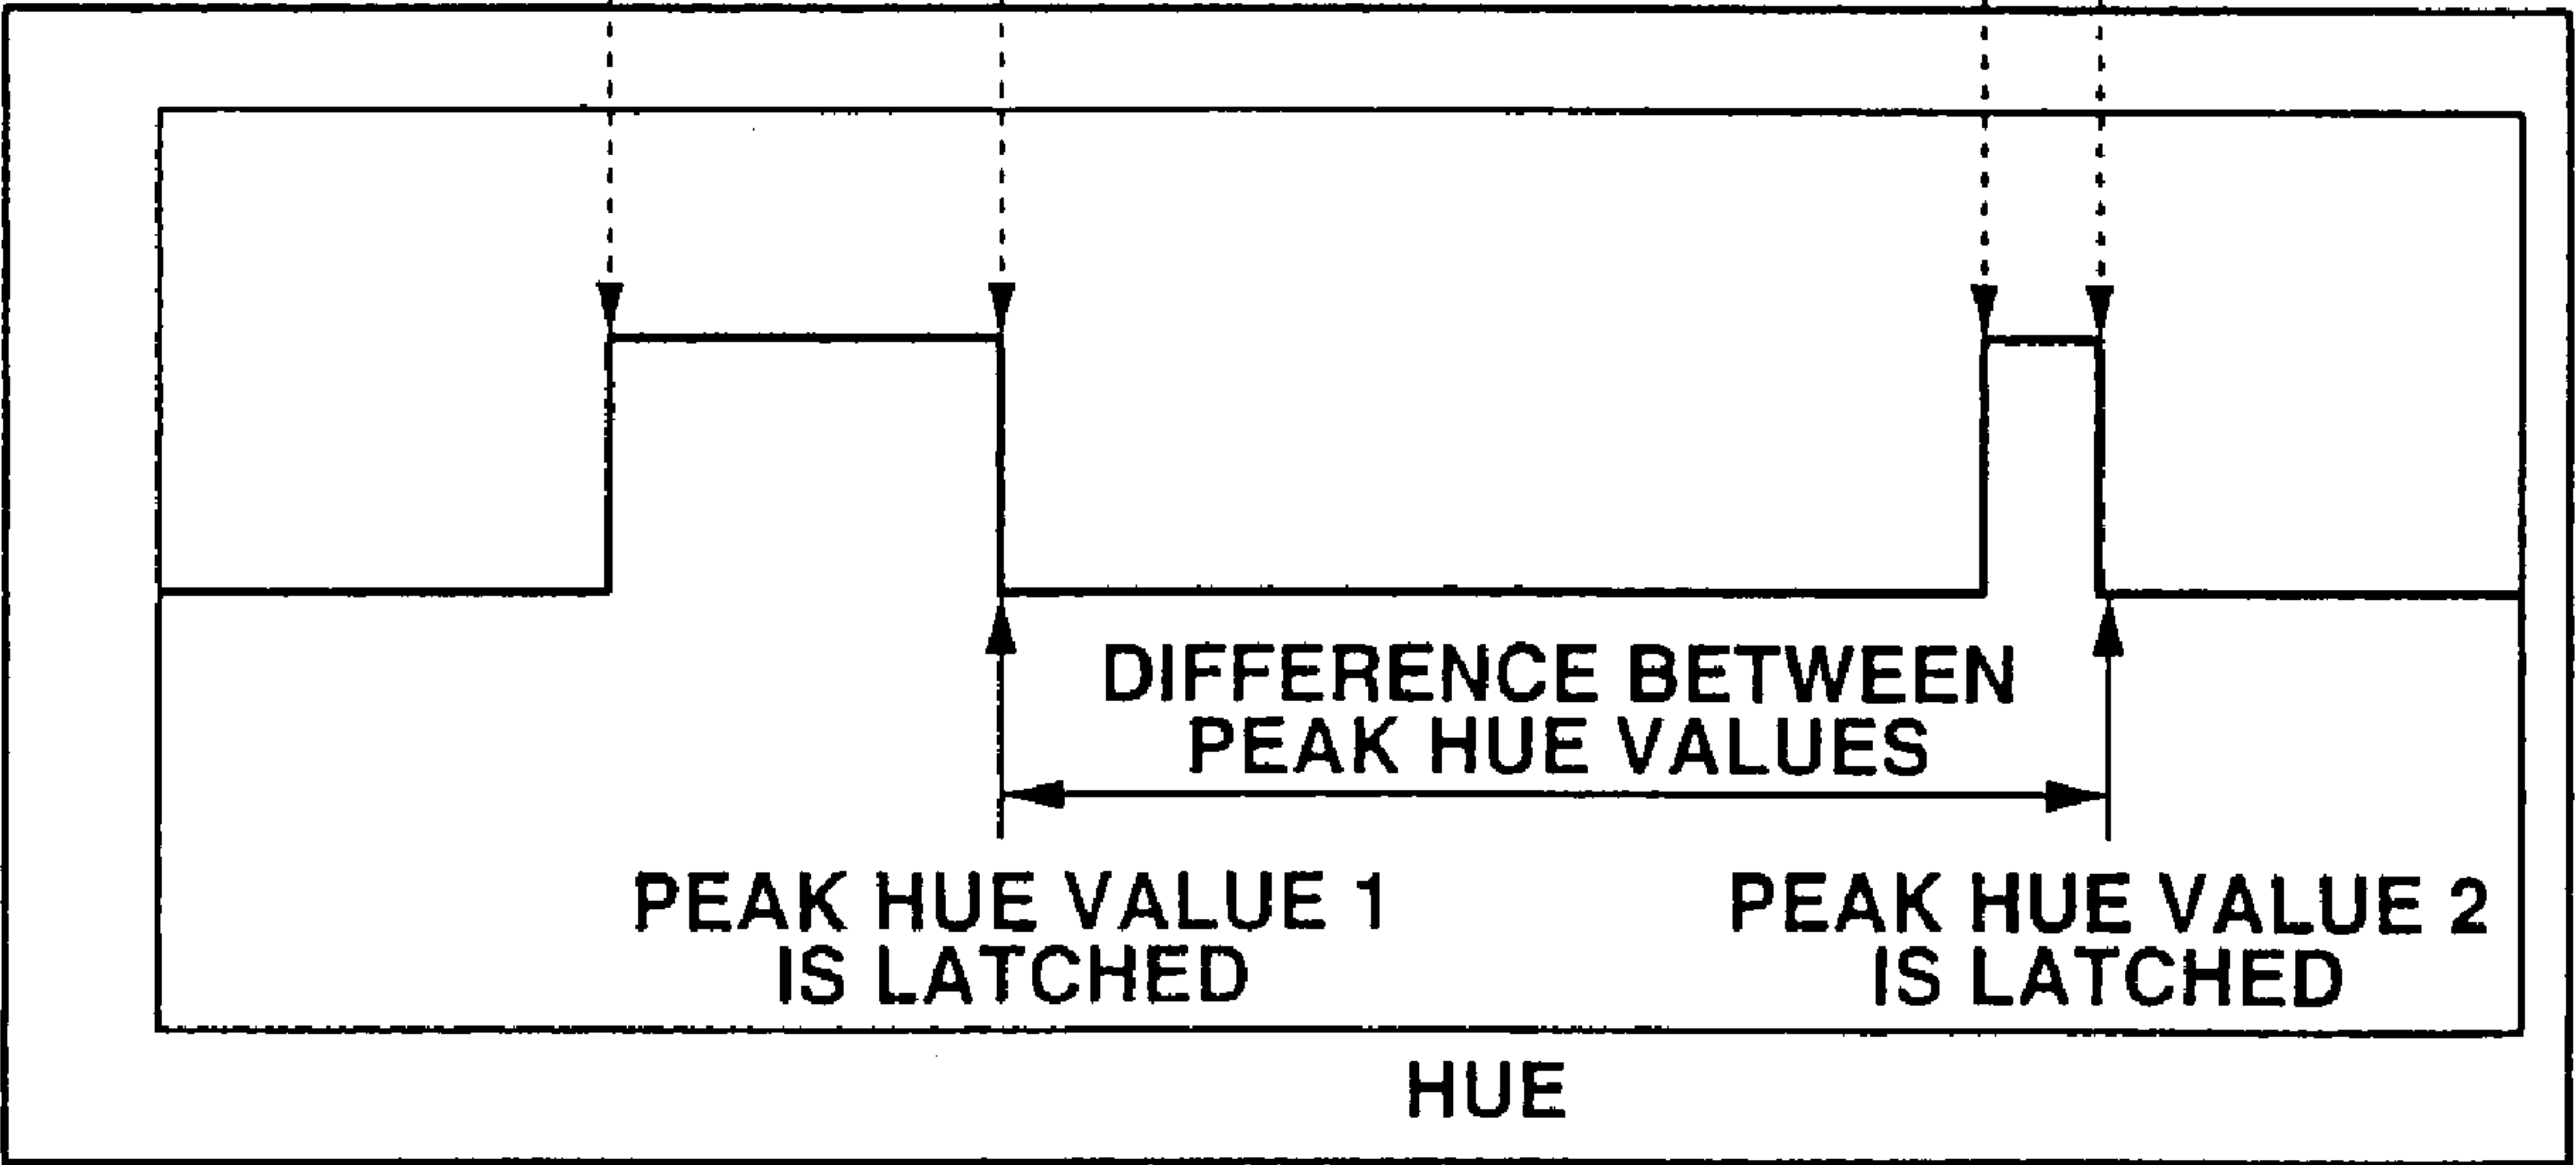 DIFFERENCE BETWEEN
PEAK HUE VALUES
PEAK HUE VALUE 1
IS LATCHED
PEAK HUE VALUE 2
IS LATCHED
HUE